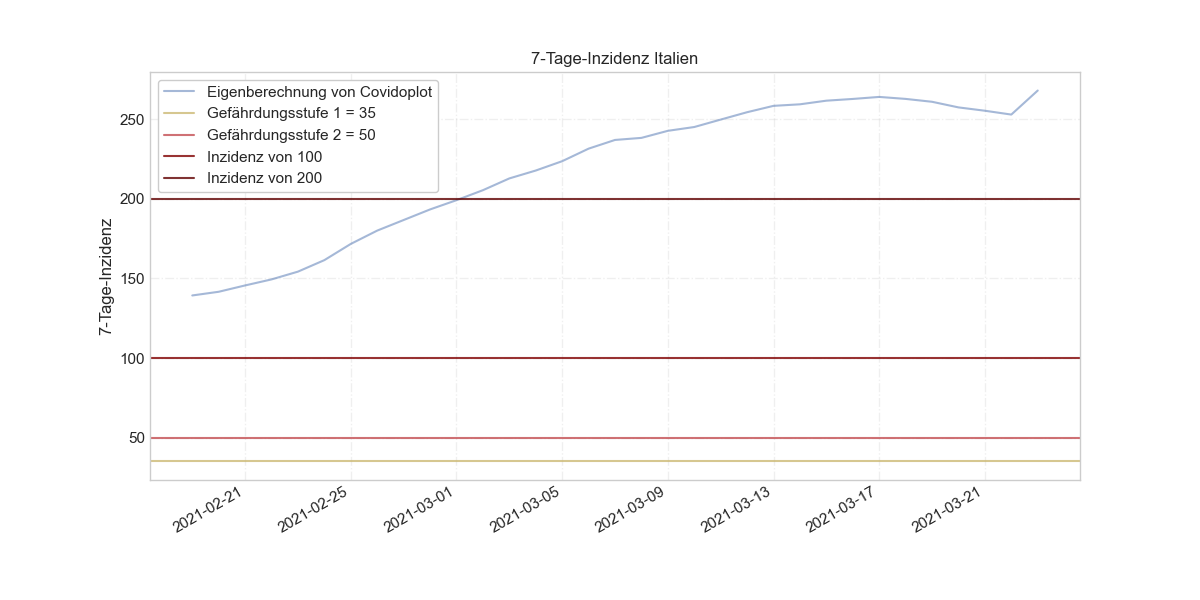 7-Tage-Inzidenz Italien
Eigenberechnung von Covidoplot
Gefährdungsstufe 1 = 35
Gefährdungsstufe 2 = 50
Inzidenz von 100
Inzidenz von 200
7-Tage-Inzidenz
250
200
150
100
50
2021-02-21
2021-02-25
2021-03-01
2021-03-05
2021-03-09
2021-03-13
2021-03-17
2021-03-21